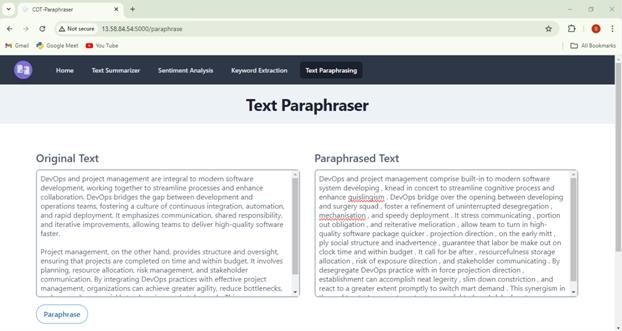 COT-Paraphraser
Not secure 13.58.84.54:5000/paraphrase
Gmail Google Meet You Tube All Bookmarks
Home Text Summarizer Sentiment Analysis Keyword Extraction Text Paraphrasing
Text Paraphraser
Original Text
DevOps and project management are integral to modern software
development, working together to streamline processes and enhance
collaboration. DevOps bridges the gap between development and
operations teams, fostering a culture of continuous integration, automation,
and rapid deployment. It emphasizes communication, shared responsibility,
and iterative improvements, allowing teams to deliver high-quality software
faster.
Project management, on the other hand, provides structure and oversight,
ensuring that projects are completed on time and within budget. It involves
planning, resource allocation, risk management, and stakeholder
communication. By integrating DevOps practices with effective project
management, organizations can achieve greater agility, reduce bottlenecks,
Paraphrased Text
DevOps and project management comprise built-in to modern software
system developing , knead in concert to streamline cognitive process and
enhance quislingism . DevOps bridge over the opening between developing
and surgery squad , foster a refinement of uninterrupted desegregation ,
mechanisation , and speedy deployment . It stress communicating , portion
out obligation , and reiterative melioration , allow team to turn in high-
quality software package quicker . projection direction , on the early mitt ,
ply social structure and inadvertence , guarantee that labor be make out on
clock time and within budget . It call for be after , resourcefulness storage
allocation , risk of exposure direction , and stakeholder communicating . By
desegregate DevOps practice with in force projection direction ,
establishment can accomplish neat legerity , slim down constriction , and
react to a greater extent promptly to switch mart demand . This synergism in
Paraphrase